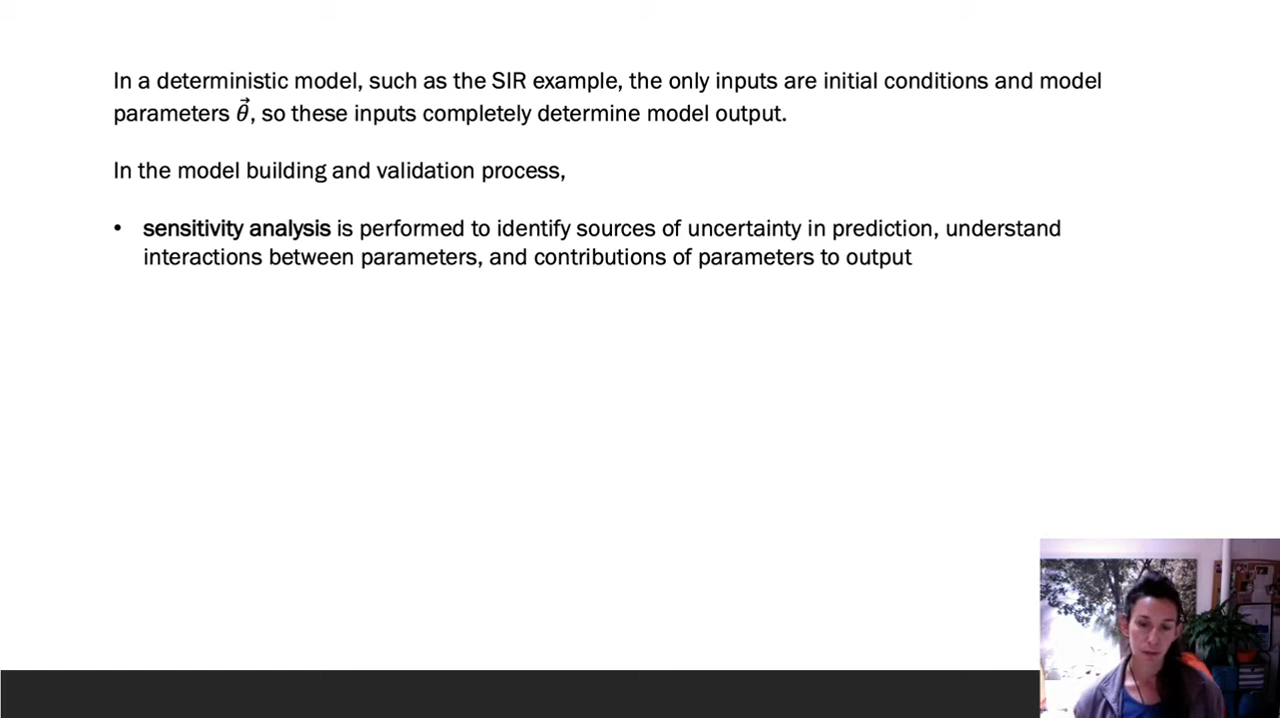 In a deterministic model, such as the SIR example, the only inputs are initial conditions and model
parameters $\vec{\theta}$, so these inputs completely determine model output.
In the model building and validation process,
• sensitivity analysis is performed to identify sources of uncertainty in prediction, understand
interactions between parameters, and contributions of parameters to output